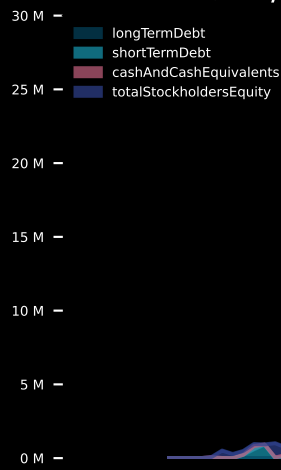 30 M
longTermDebt
shortTermDebt
cashAndCashEquivalents
totalStockholdersEquity
25 M
20 M
15 M
10 M
5 M
0 M